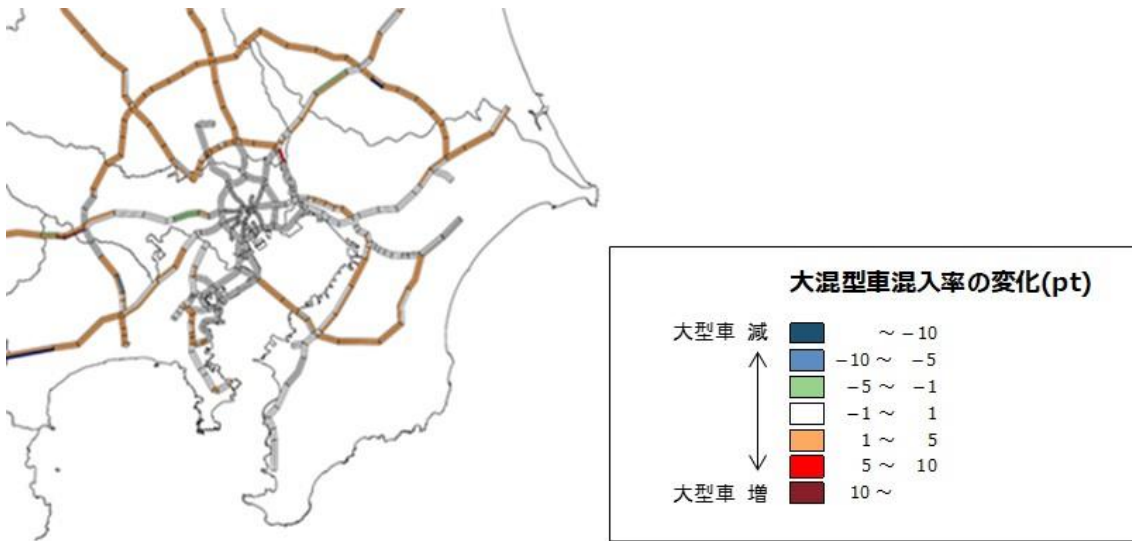 大混型車混入率の変化(pt)
大型車 減
～ －10
－10 ～ －5
－5 ～ －1
－1 ～ 1
1 ～ 5
5 ～ 10
大型車 増
10 ～